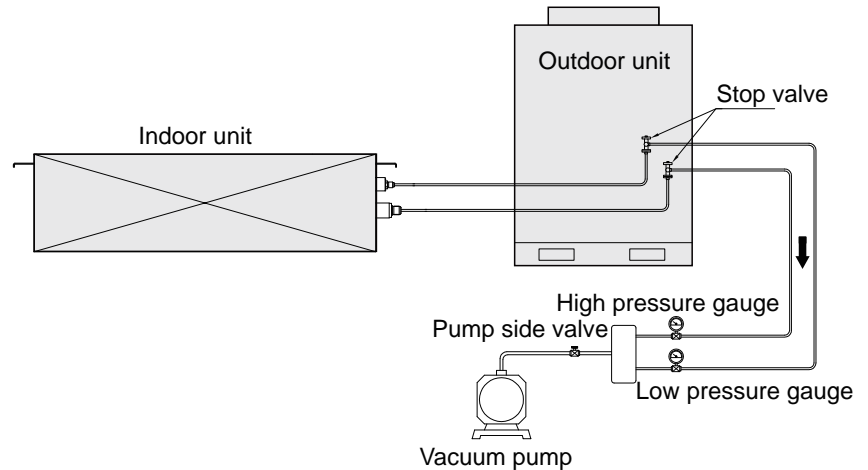 Outdoor unit
Stop valve
Indoor unit
High pressure gauge
Pump side valve
Low pressure gauge
Vacuum pump